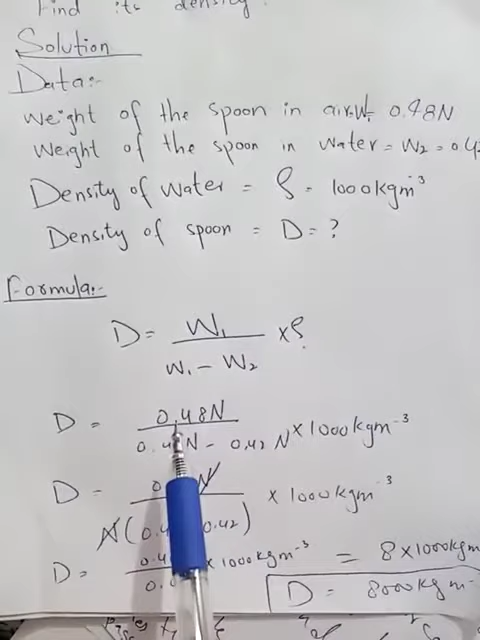 Find its density.
Solution
Data:-
Weight of the spoon in air=W₁= 0.48N
Weight of the spoon in water = W₂ = 0.4
Density of water = ρ = 1000kgm⁻³
Density of spoon = D = ?
Formula:-
D = W₁ / W₁ - W₂ × ρ
D = 0.48N / N - 0.42 N × 1000kgm⁻³
D = N / N( 0.42) × 1000kgm⁻³
D = × 1000kgm⁻³ = 8×1000kgm
D = 8000kgm⁻